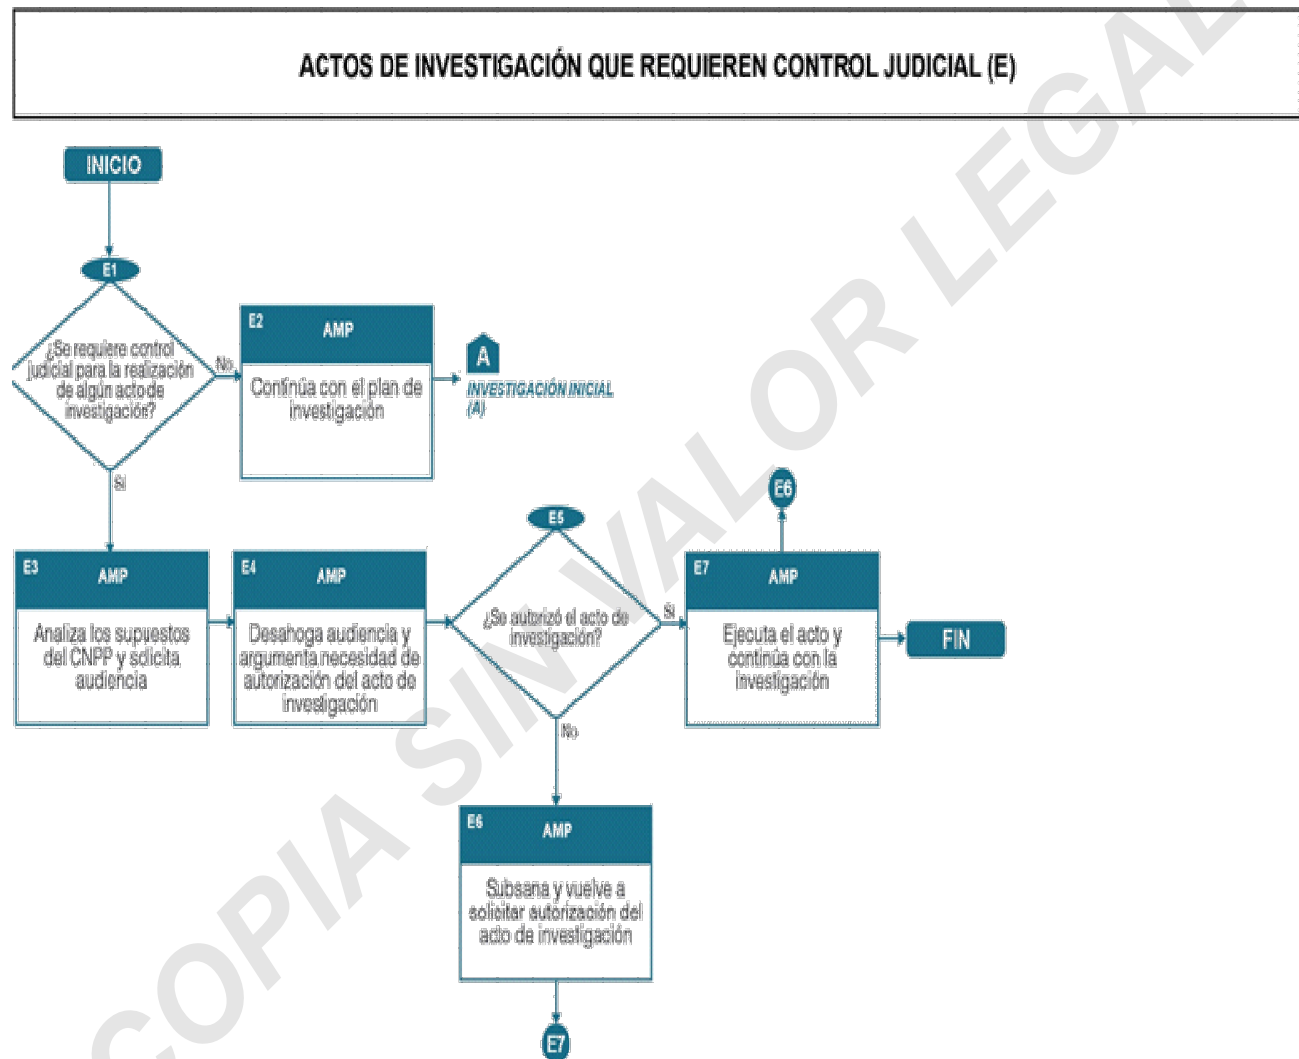 ACTOS DE INVESTIGACIÓN QUE REQUIEREN CONTROL JUDICIAL (E)
INICIO
E1
¿Se requiere control
judicial para la realización
de algún acto de
investigación?
No
E2
AMP
Continúa con el plan de
investigación
A
INVESTIGACIÓN INICIAL
(A)
Si
E3
AMP
Analiza los supuestos
del CNPP y solicita
audiencia
E4
AMP
Desahoga audiencia y
argumenta necesidad de
autorización del acto de
investigación
E5
¿Se autorizó el acto de
investigación?
Si
E6
E7
AMP
Ejecuta el acto y
continúa con la
investigación
FIN
No
E6
AMP
Subsana y vuelve a
solicitar autorización del
acto de investigación
E7
COPIA SIN VALOR LEGAL